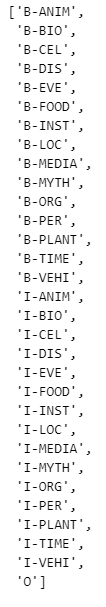 ['B-ANIM',
'B-BIO',
'B-CEL',
'B-DIS',
'B-EVE',
'B-FOOD',
'B-INST',
'B-LOC',
'B-MEDIA',
'B-MYTH',
'B-ORG',
'B-PER',
'B-PLANT',
'B-TIME',
'B-VEHI',
'I-ANIM',
'I-BIO',
'I-CEL',
'I-DIS',
'I-EVE',
'I-FOOD',
'I-INST',
'I-LOC',
'I-MEDIA',
'I-MYTH',
'I-ORG',
'I-PER',
'I-PLANT',
'I-TIME',
'I-VEHI',
'O']